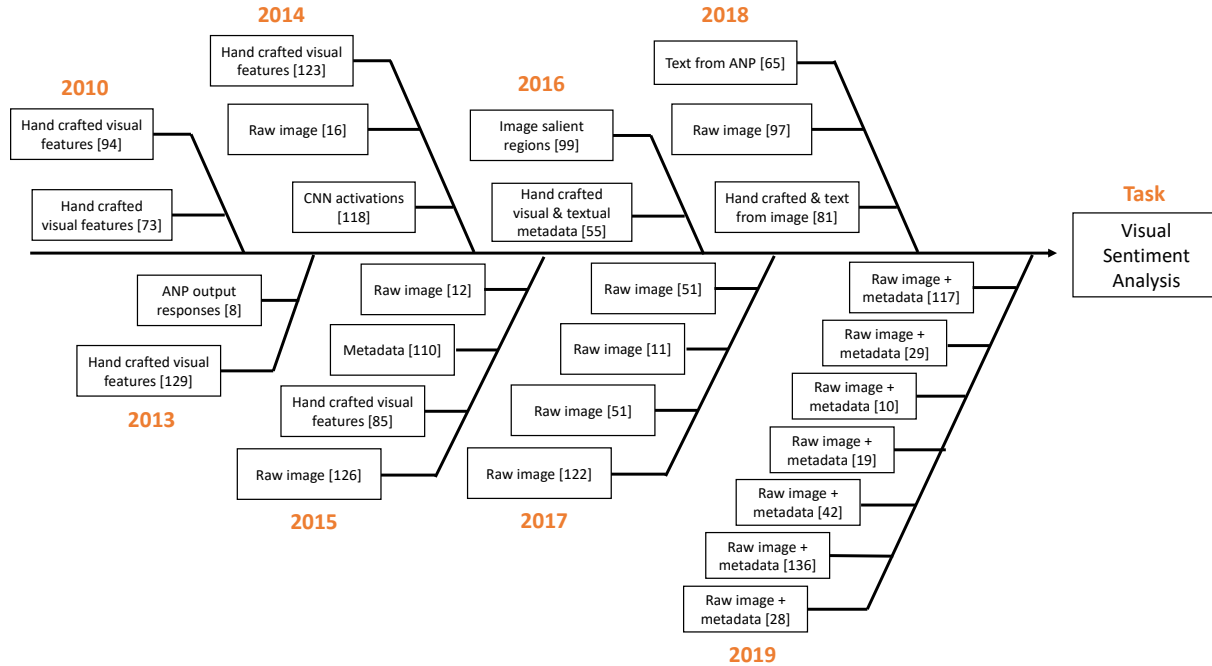 2014
Hand crafted visual
features [123]
Raw image [16]
CNN activations
[118]
2010
Hand crafted visual
features [94]
Hand crafted
visual features [73]
2018
Text from ANP [65]
Raw image [97]
Hand crafted & text
from image [81]
2016
Image salient
regions [99]
Hand crafted
visual & textual
metadata [55]
Task
Visual
Sentiment
Analysis
ANP output
responses [8]
Hand crafted visual
features [129]
2013
Raw image [12]
Metadata [110]
Hand crafted visual
features [85]
Raw image [126]
2015
Raw image [51]
Raw image [11]
Raw image [51]
Raw image [122]
2017
Raw image +
metadata [117]
Raw image +
metadata [29]
Raw image +
metadata [10]
Raw image +
metadata [19]
Raw image +
metadata [42]
Raw image +
metadata [136]
Raw image +
metadata [28]
2019